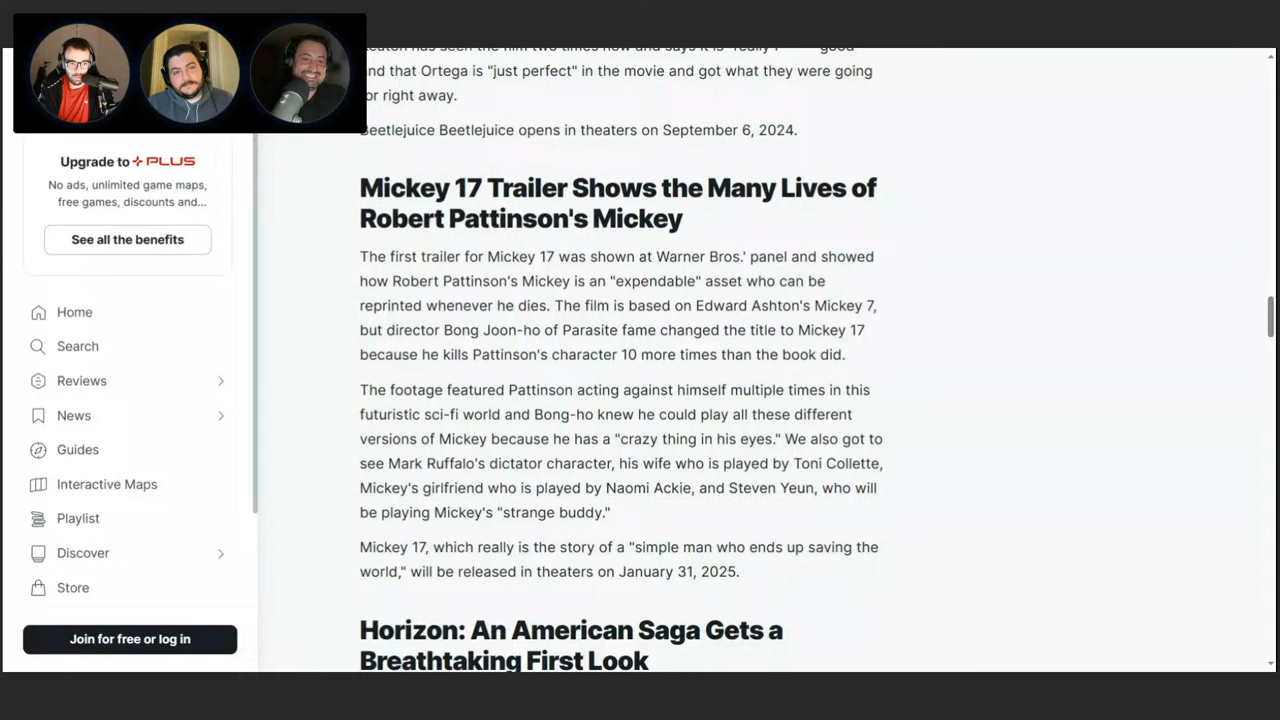 and that Ortega is "just perfect" in the movie and got what they were going
or right away.
Beetlejuice Beetlejuice opens in theaters on September 6, 2024.
Mickey 17 Trailer Shows the Many Lives of
Robert Pattinson's Mickey
The first trailer for Mickey 17 was shown at Warner Bros.' panel and showed
how Robert Pattinson's Mickey is an "expendable" asset who can be
reprinted whenever he dies. The film is based on Edward Ashton's Mickey 7,
but director Bong Joon-ho of Parasite fame changed the title to Mickey 17
because he kills Pattinson's character 10 more times than the book did.
The footage featured Pattinson acting against himself multiple times in this
futuristic sci-fi world and Bong-ho knew he could play all these different
versions of Mickey because he has a "crazy thing in his eyes." We also got to
see Mark Ruffalo's dictator character, his wife who is played by Toni Collette,
Mickey's girlfriend who is played by Naomi Ackie, and Steven Yeun, who will
be playing Mickey's "strange buddy."
Mickey 17, which really is the story of a "simple man who ends up saving the
world," will be released in theaters on January 31, 2025.
Horizon: An American Saga Gets a
Breathtaking First Look
Upgrade to PLUS
No ads, unlimited game maps,
free games, discounts and...
See all the benefits
Home
Search
Reviews
News
Guides
Interactive Maps
Playlist
Discover
Store
Join for free or log in